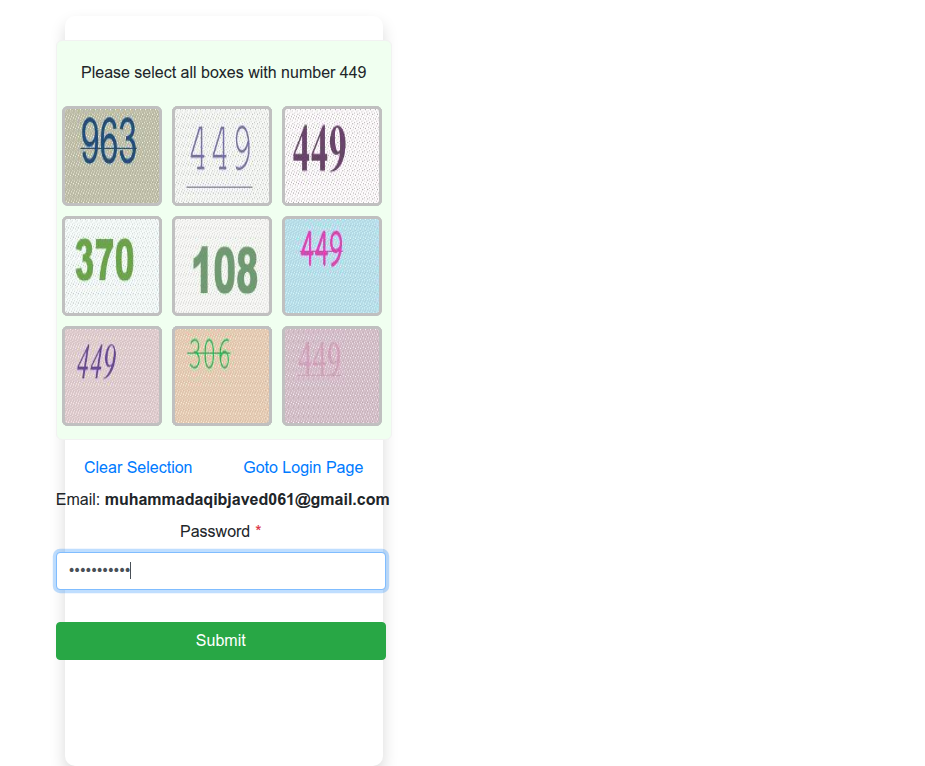 Please select all boxes with number 449
963 449 449
370 108 449
449 306 449
Clear Selection Goto Login Page
Email: muhammadaqibjaved061@gmail.com
Password *
•••••••••••
Submit